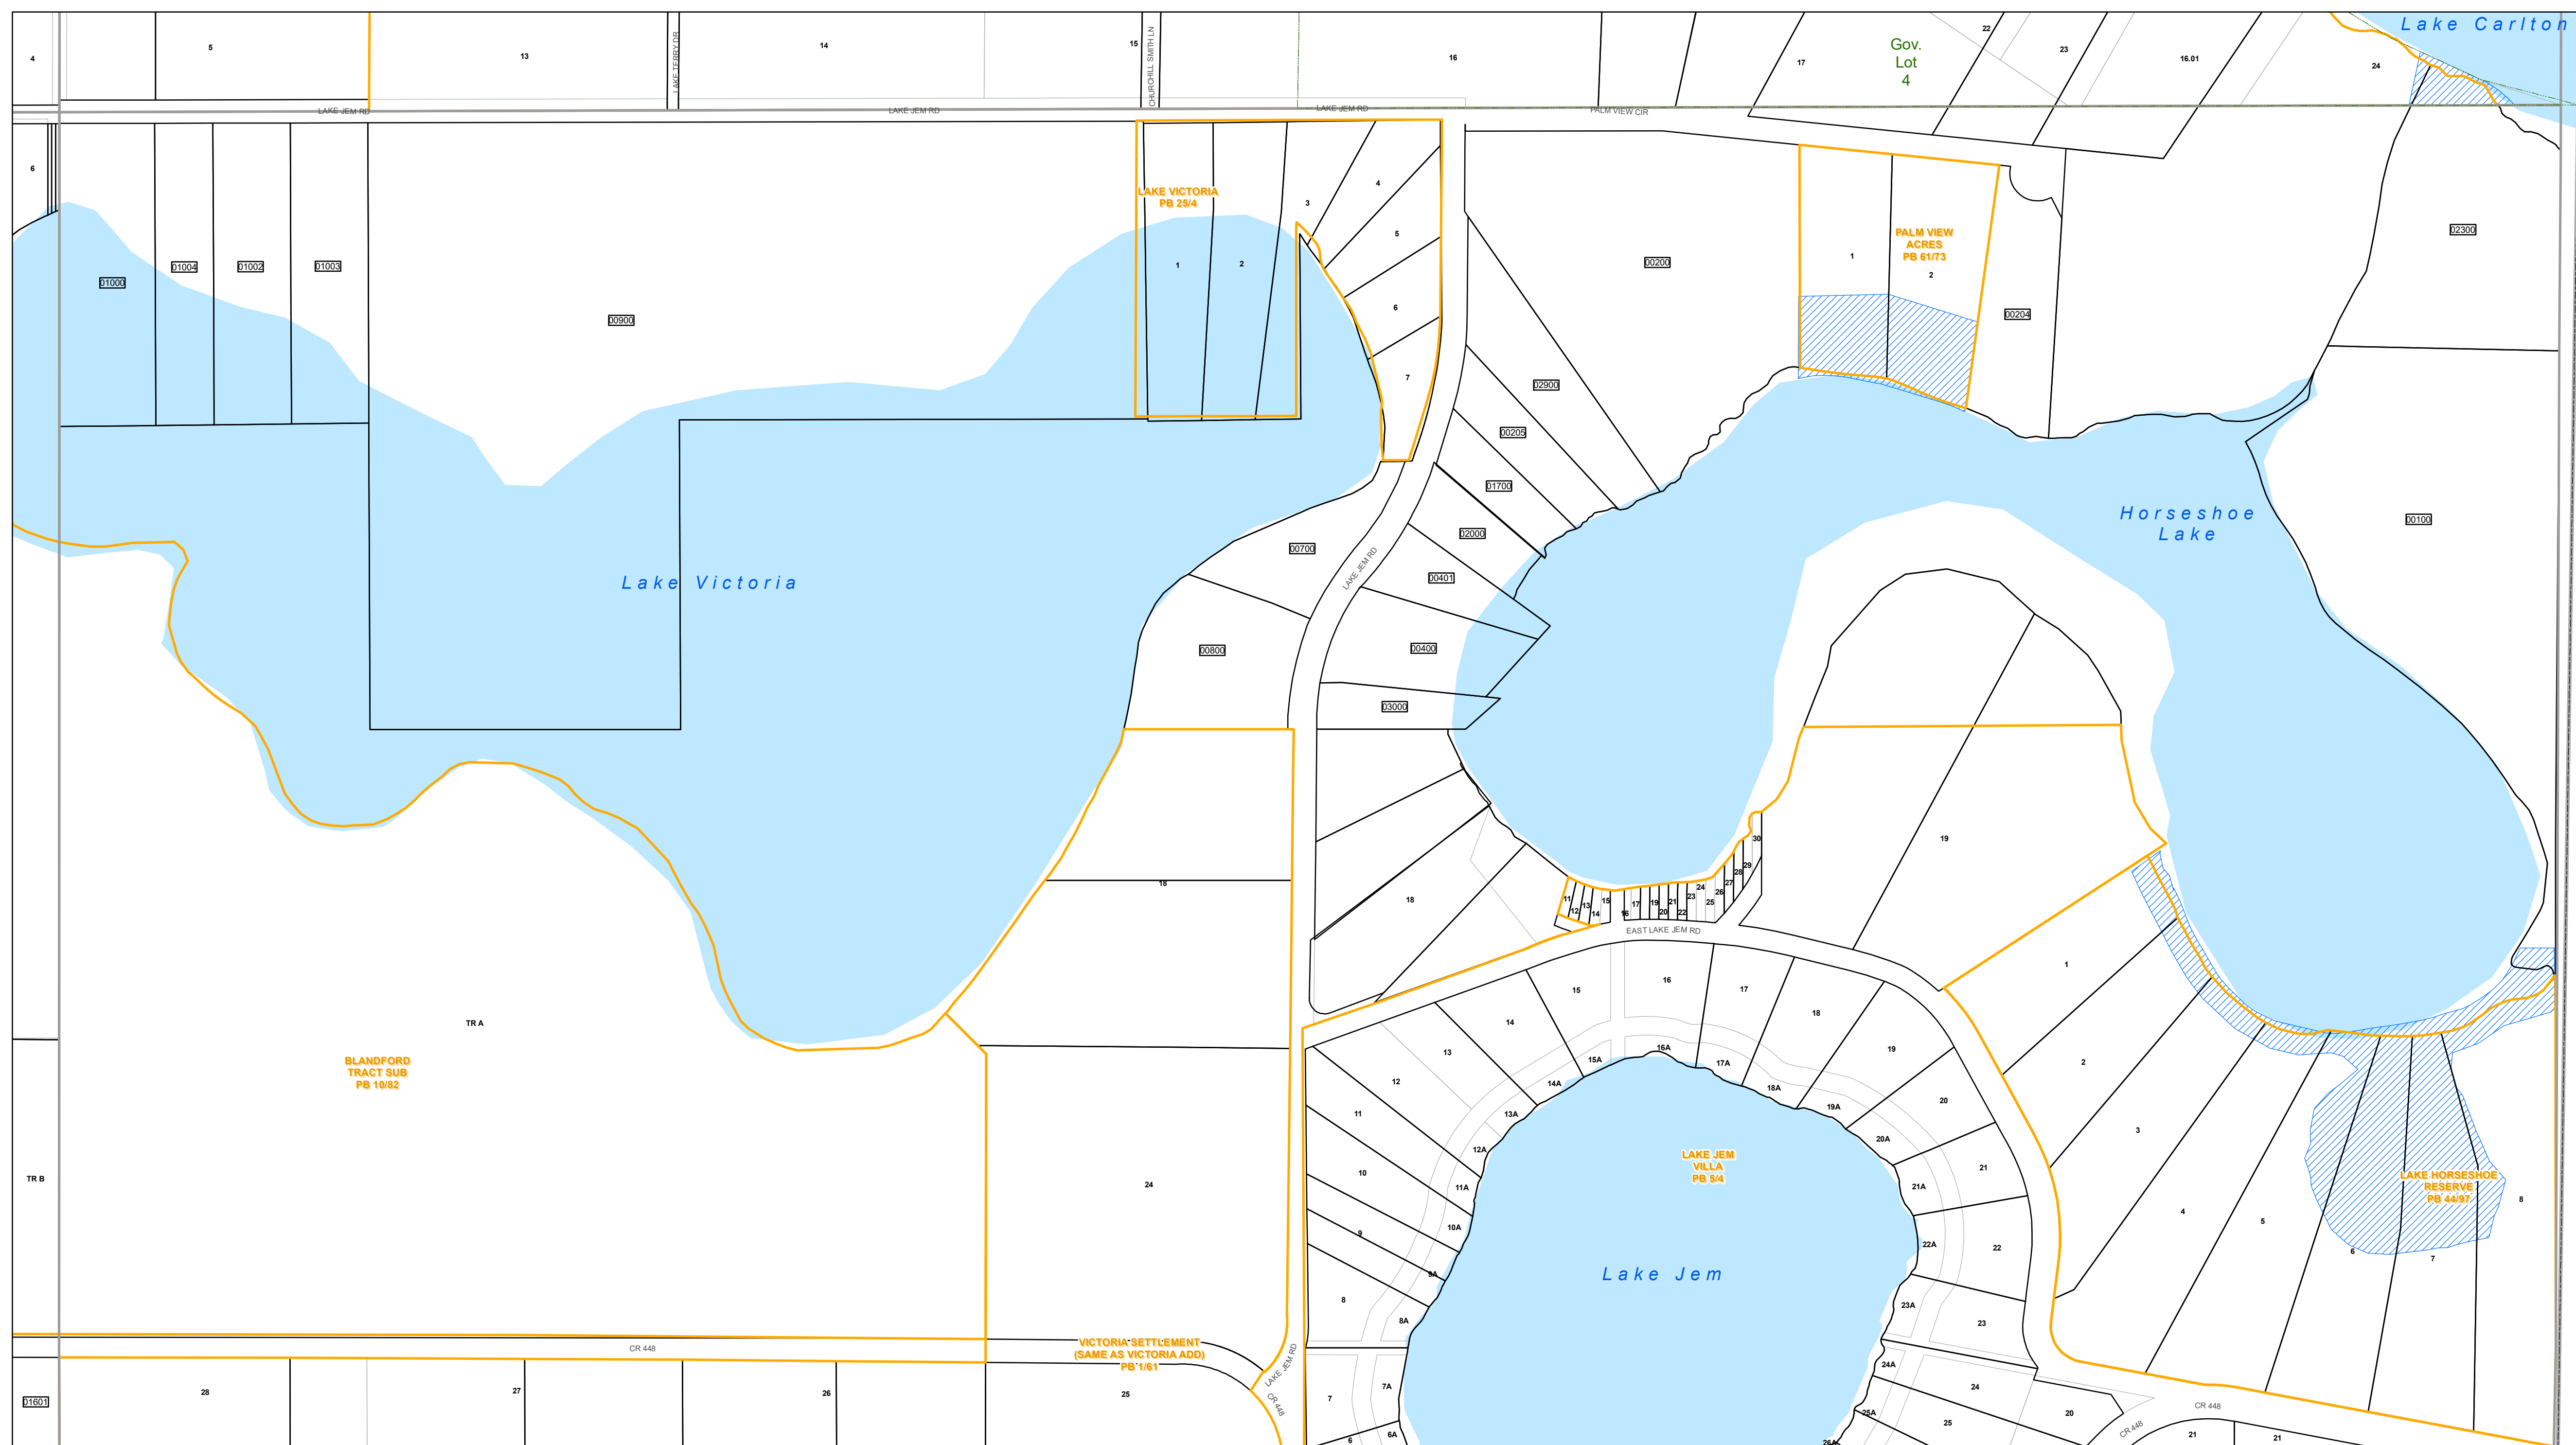 4
5
13
LAKE TERRY DR
14
15
CHURCHILL SMITH LN
16
17
Gov.
Lot
4
22
23
16.01
24
Lake Carlton
LAKE JEM RD
LAKE JEM RD
LAKE JEM RD
PALM VIEW CIR
6
01000
01004
01002
01003
00900
LAKE VICTORIA
PB 25/4
1
2
3
4
5
6
7
00200
PALM VIEW
ACRES
PB 61/73
1
2
00204
02300
02900
00205
01700
02000
00401
00400
03000
00700
00800
LAKE JEM RD
Horseshoe
Lake
00100
Lake Victoria
18
18
19
11
12
13
14
15
16
17
19
20
21
22
23
24
25
26
27
28
29
30
EAST LAKE JEM RD
TR A
BLANDFORD
TRACT SUB
PB 10/82
TR B
24
15
16
17
18
14
13
12
11
10
9
8
7
6
19
20
21
22
23
24
25
20
15A
16A
17A
18A
14A
13A
12A
11A
10A
9A
8A
7A
6A
19A
20A
21A
22A
23A
24A
25A
26A
LAKE JEM
VILLA
PB 5/4
Lake Jem
1
2
3
4
5
6
7
8
LAKE HORSESHOE
RESERVE
PB 44/97
CR 448
VICTORIA SETTLEMENT
(SAME AS VICTORIA ADD)
PB 1/61
LAKE JEM RD
CR 448
CR 448
CR 448
01601
28
27
26
25
21
21